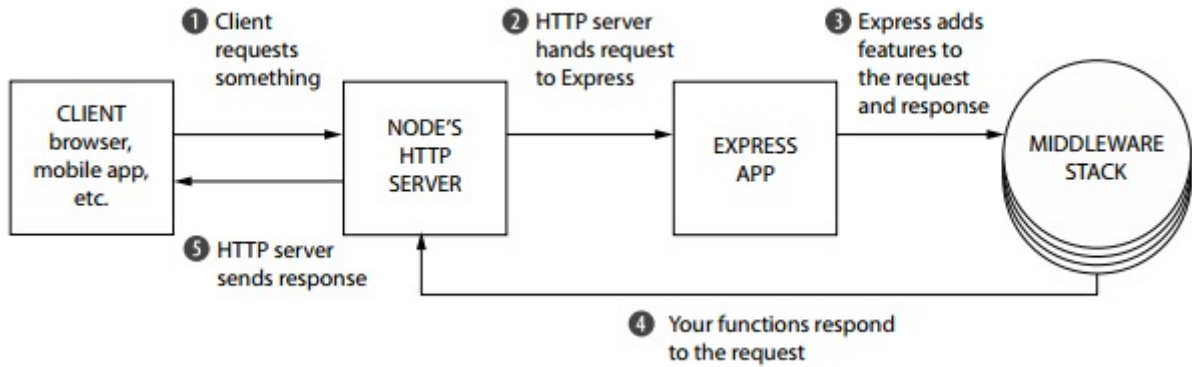 1 Client
requests
something
2 HTTP server
hands request
to Express
3 Express adds
features to
the request
and response
CLIENT
browser,
mobile app,
etc.
NODE'S
HTTP
SERVER
EXPRESS
APP
MIDDLEWARE
STACK
5 HTTP server
sends response
4 Your functions respond
to the request